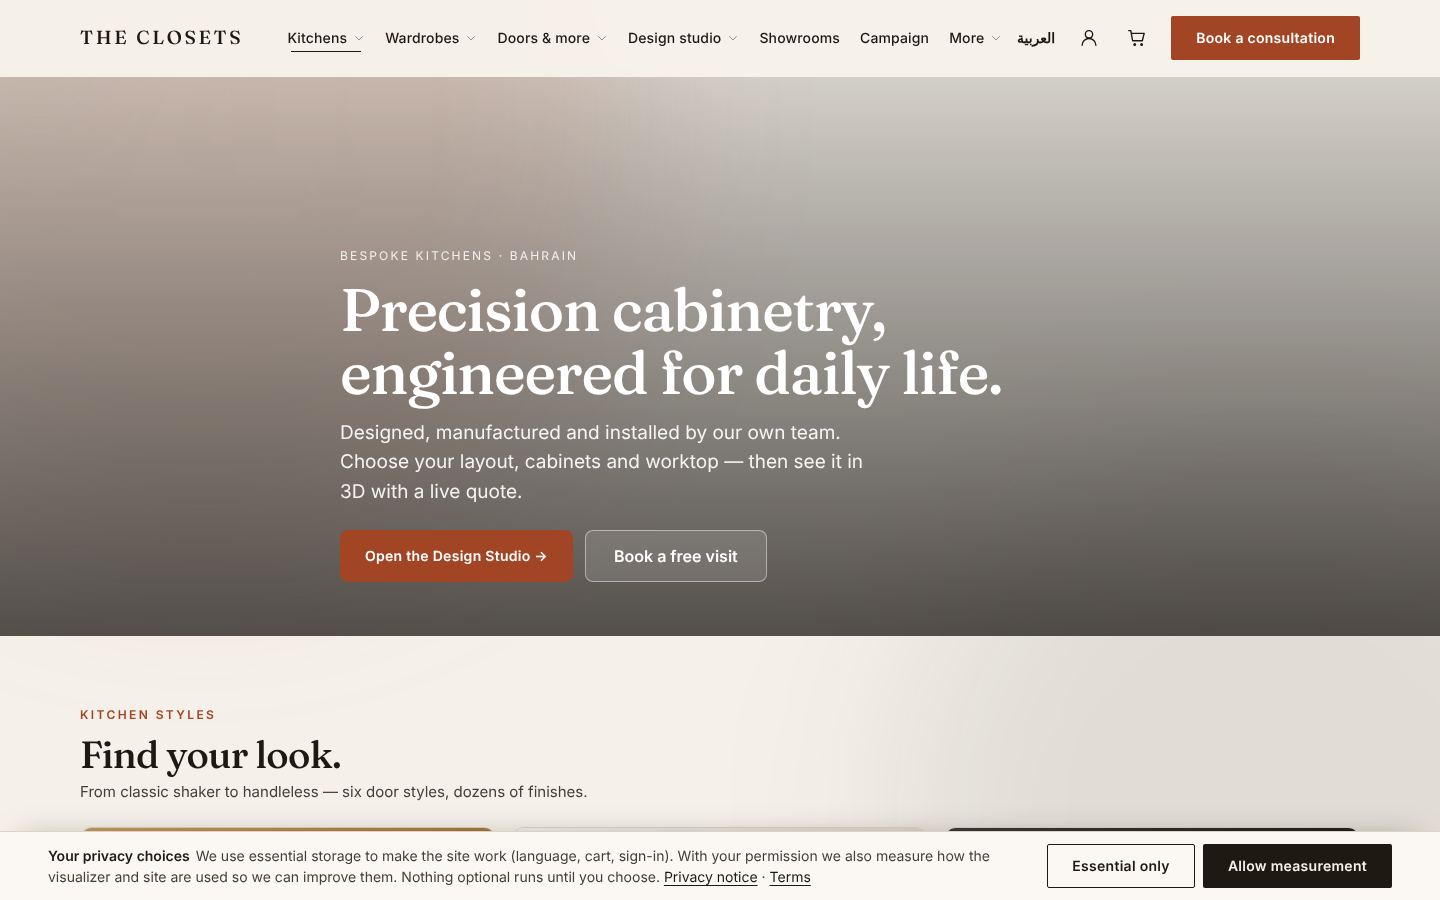 THE CLOSETS
Kitchens
Wardrobes
Doors & more
Design studio
Showrooms
Campaign
More
العربية
Book a consultation
BESPOKE KITCHENS · BAHRAIN
Precision cabinetry,
engineered for daily life.
Designed, manufactured and installed by our own team.
Choose your layout, cabinets and worktop — then see it in
3D with a live quote.
Open the Design Studio →
Book a free visit
KITCHEN STYLES
Find your look.
From classic shaker to handleless — six door styles, dozens of finishes.
Your privacy choices We use essential storage to make the site work (language, cart, sign-in). With your permission we also measure how the
visualizer and site are used so we can improve them. Nothing optional runs until you choose. Privacy notice · Terms
Essential only
Allow measurement